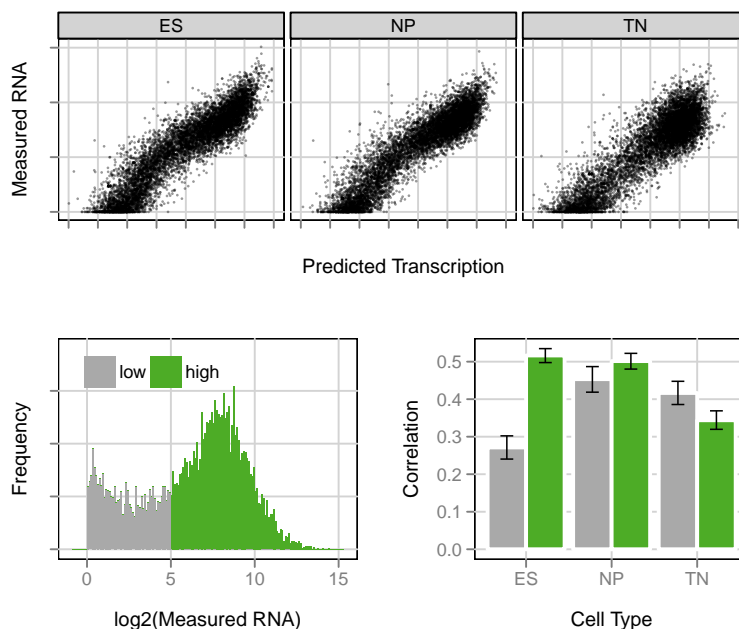 ES NP TN
Measured RNA
Predicted Transcription
low high
Frequency
0 5 10 15
log2(Measured RNA)
0.5
0.4
0.3
0.2
0.1
0.0
Correlation
ES NP TN
Cell Type